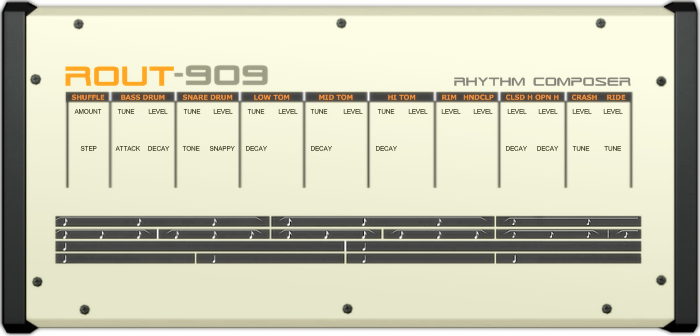 ROUT-909
RHYTHM COMPOSER
SHUFFLE BASS DRUM SNARE DRUM LOW TOM MID TOM HI TOM RIM HNDCLP CLSD H OPN H CRASH RIDE
AMOUNT TUNE LEVEL TUNE LEVEL TUNE LEVEL TUNE LEVEL TUNE LEVEL LEVEL LEVEL LEVEL LEVEL LEVEL LEVEL
STEP ATTACK DECAY TONE SNAPPY DECAY DECAY DECAY DECAY DECAY TUNE TUNE